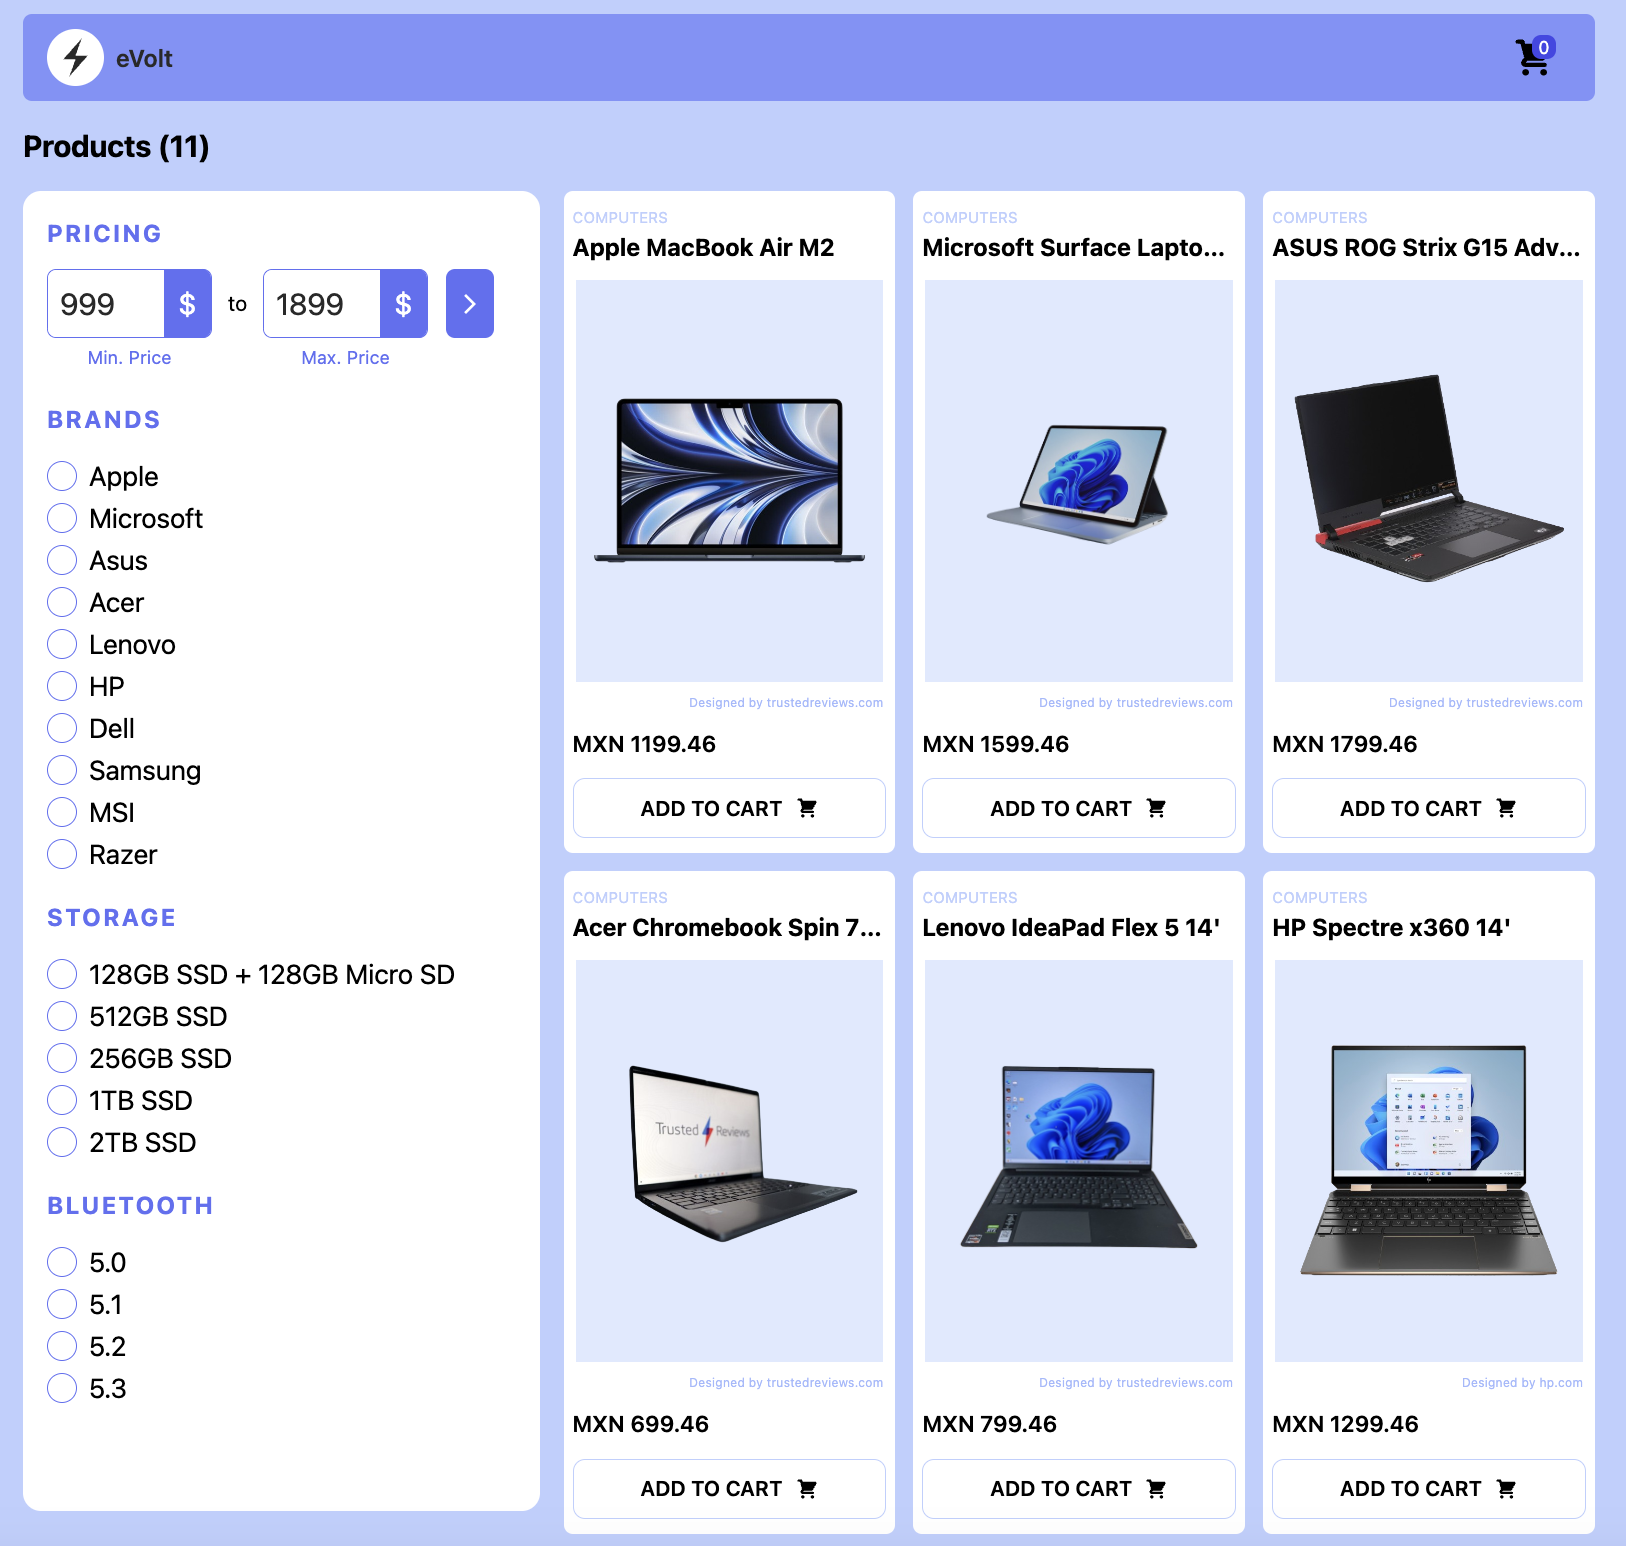 eVolt
0
Products (11)
PRICING
999 $ to 1899 $
Min. Price
Max. Price
BRANDS
Apple
Microsoft
Asus
Acer
Lenovo
HP
Dell
Samsung
MSI
Razer
STORAGE
128GB SSD + 128GB Micro SD
512GB SSD
256GB SSD
1TB SSD
2TB SSD
BLUETOOTH
5.0
5.1
5.2
5.3
COMPUTERS
Apple MacBook Air M2
Designed by trustedreviews.com
MXN 1199.46
ADD TO CART
COMPUTERS
Microsoft Surface Lapto...
Designed by trustedreviews.com
MXN 1599.46
ADD TO CART
COMPUTERS
ASUS ROG Strix G15 Adv...
Designed by trustedreviews.com
MXN 1799.46
ADD TO CART
COMPUTERS
Acer Chromebook Spin 7...
Trusted Reviews
Designed by trustedreviews.com
MXN 699.46
ADD TO CART
COMPUTERS
Lenovo IdeaPad Flex 5 14'
Designed by trustedreviews.com
MXN 799.46
ADD TO CART
COMPUTERS
HP Spectre x360 14'
Designed by hp.com
MXN 1299.46
ADD TO CART